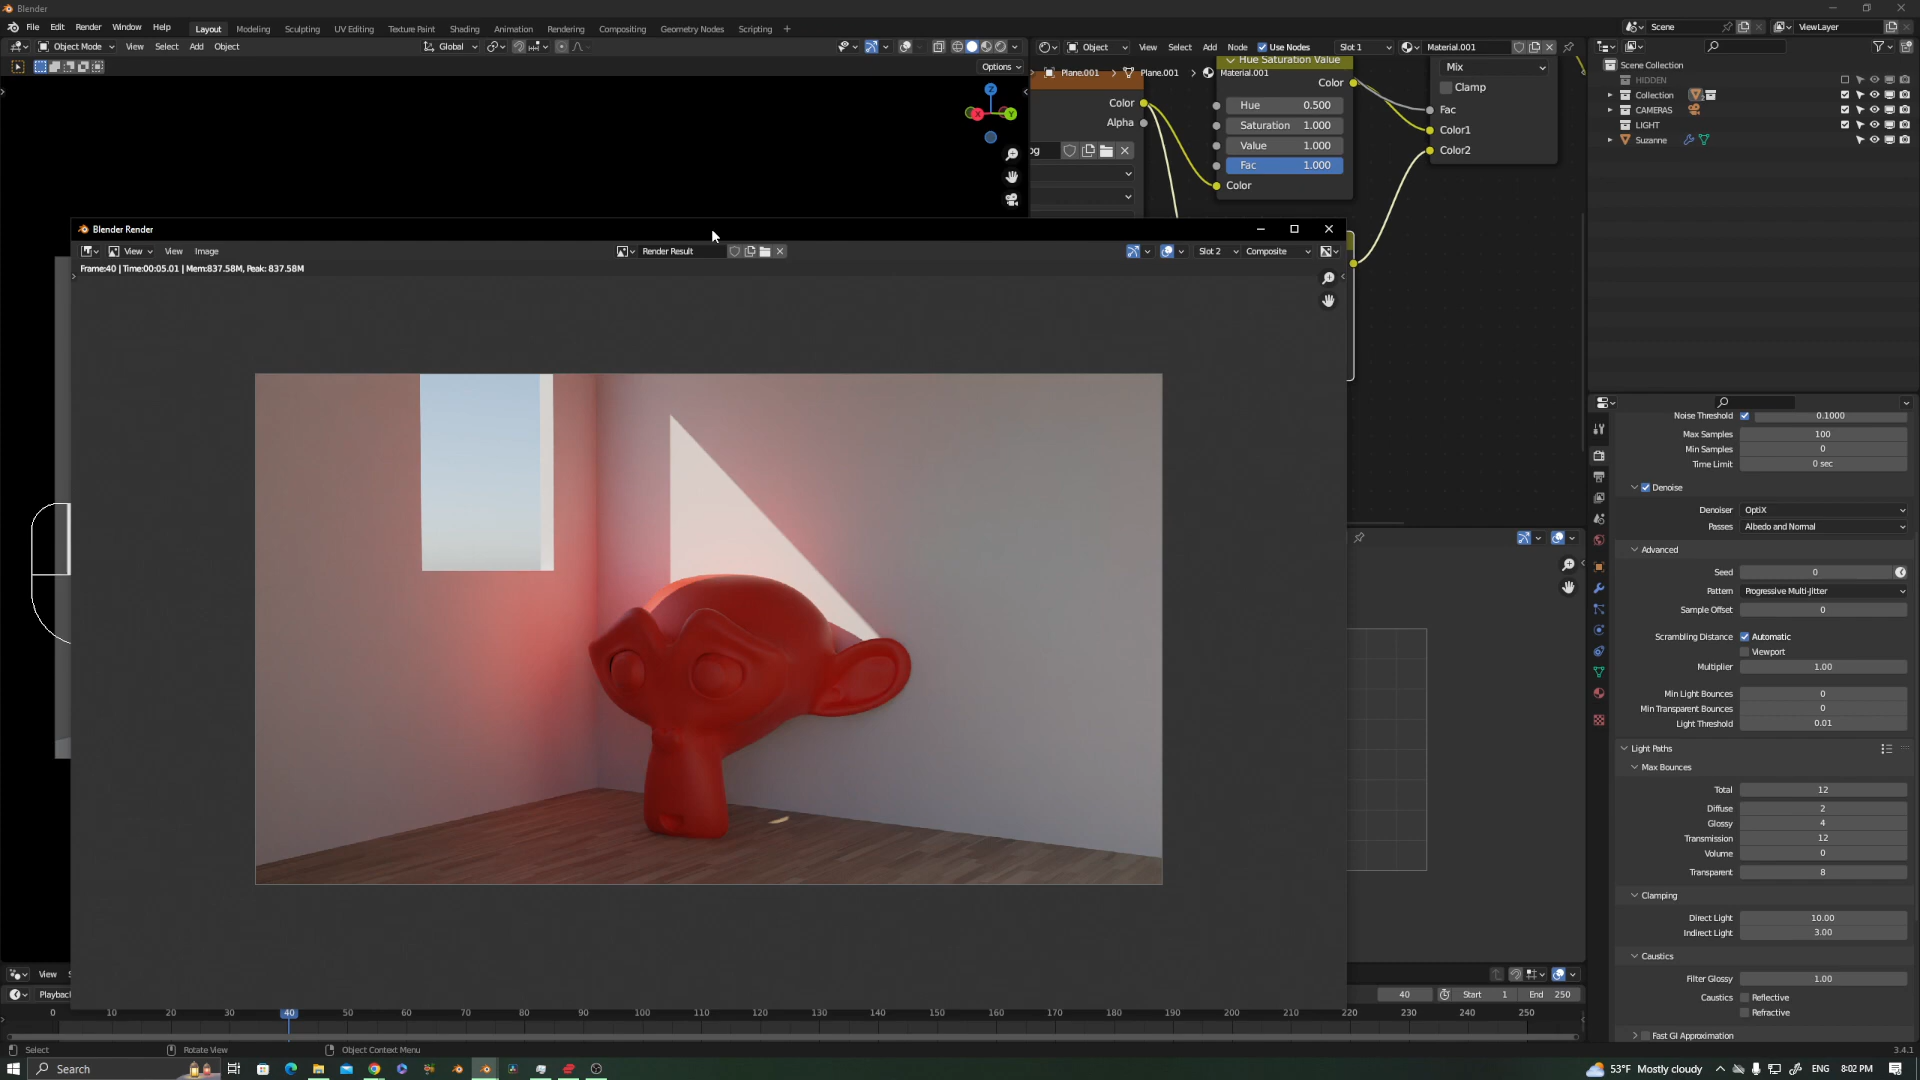 Blender
File Edit Render Window Help Layout Modeling Sculpting UV Editing Texture Paint Shading Animation Rendering Compositing Geometry Nodes Scripting + Scene ViewLayer
Object Mode View Select Add Object Global Object View Select Add Node Use Nodes Slot 1 Material.001
Options
Plane.001 > Plane.001 > Material.001
Hue Saturation Value
Color
Alpha
Color
Hue 0.500
Saturation 1.000
Value 1.000
Fac 1.000
Color
Mix
Clamp
Fac
Color1
Color2
Scene Collection
HIDDEN
Collection
CAMERAS
LIGHT
Suzanne
Blender Render
View View Image Render Result Slot 2 Composite
Frame:40 | Time:00:05.01 | Mem:837.58M, Peak: 837.58M
Noise Threshold 0.1000
Max Samples 100
Min Samples 0
Time Limit 0 sec
Denoise
Denoiser OptiX
Passes Albedo and Normal
Advanced
Seed 0
Pattern Progressive Multi-Jitter
Sample Offset 0
Scrambling Distance Automatic
Viewport
Multiplier 1.00
Min Light Bounces 0
Min Transparent Bounces 0
Light Threshold 0.01
Light Paths
Max Bounces
Total 12
Diffuse 2
Glossy 4
Transmission 12
Volume 0
Transparent 8
Clamping
Direct Light 10.00
Indirect Light 3.00
Caustics
Filter Glossy 1.00
Caustics Reflective
Refractive
Fast GI Approximation
View
Playback 40 Start 1 End 250
0 10 20 30 40 50 60 70 80 90 100 110 120 130 140 150 160 170 180 190 200 210 220 230 240 250
Select Rotate View Object Context Menu 3.4.1
Search 53°F Mostly cloudy ENG 8:02 PM